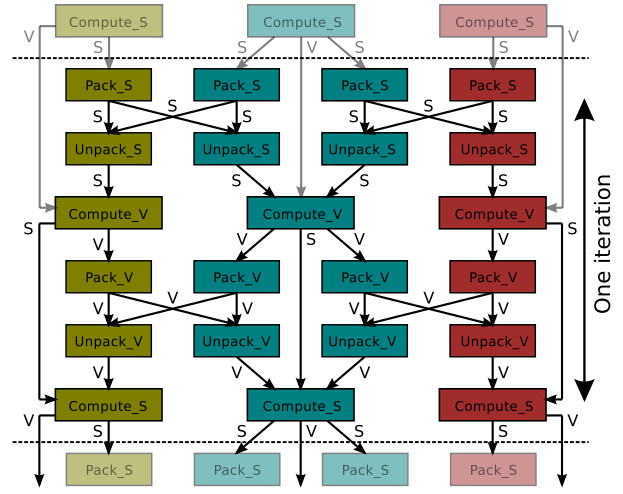 Compute_S Compute_S Compute_S
V S S V S S V
Pack_S Pack_S Pack_S Pack_S
S S S S S S
Unpack_S Unpack_S Unpack_S Unpack_S
S S S S
Compute_V Compute_V Compute_V
S V V S V V S
Pack_V Pack_V Pack_V Pack_V
V V V V V V
Unpack_V Unpack_V Unpack_V Unpack_V
V V V V
Compute_S Compute_S Compute_S
V S S V S S V
Pack_S Pack_S Pack_S Pack_S
One iteration